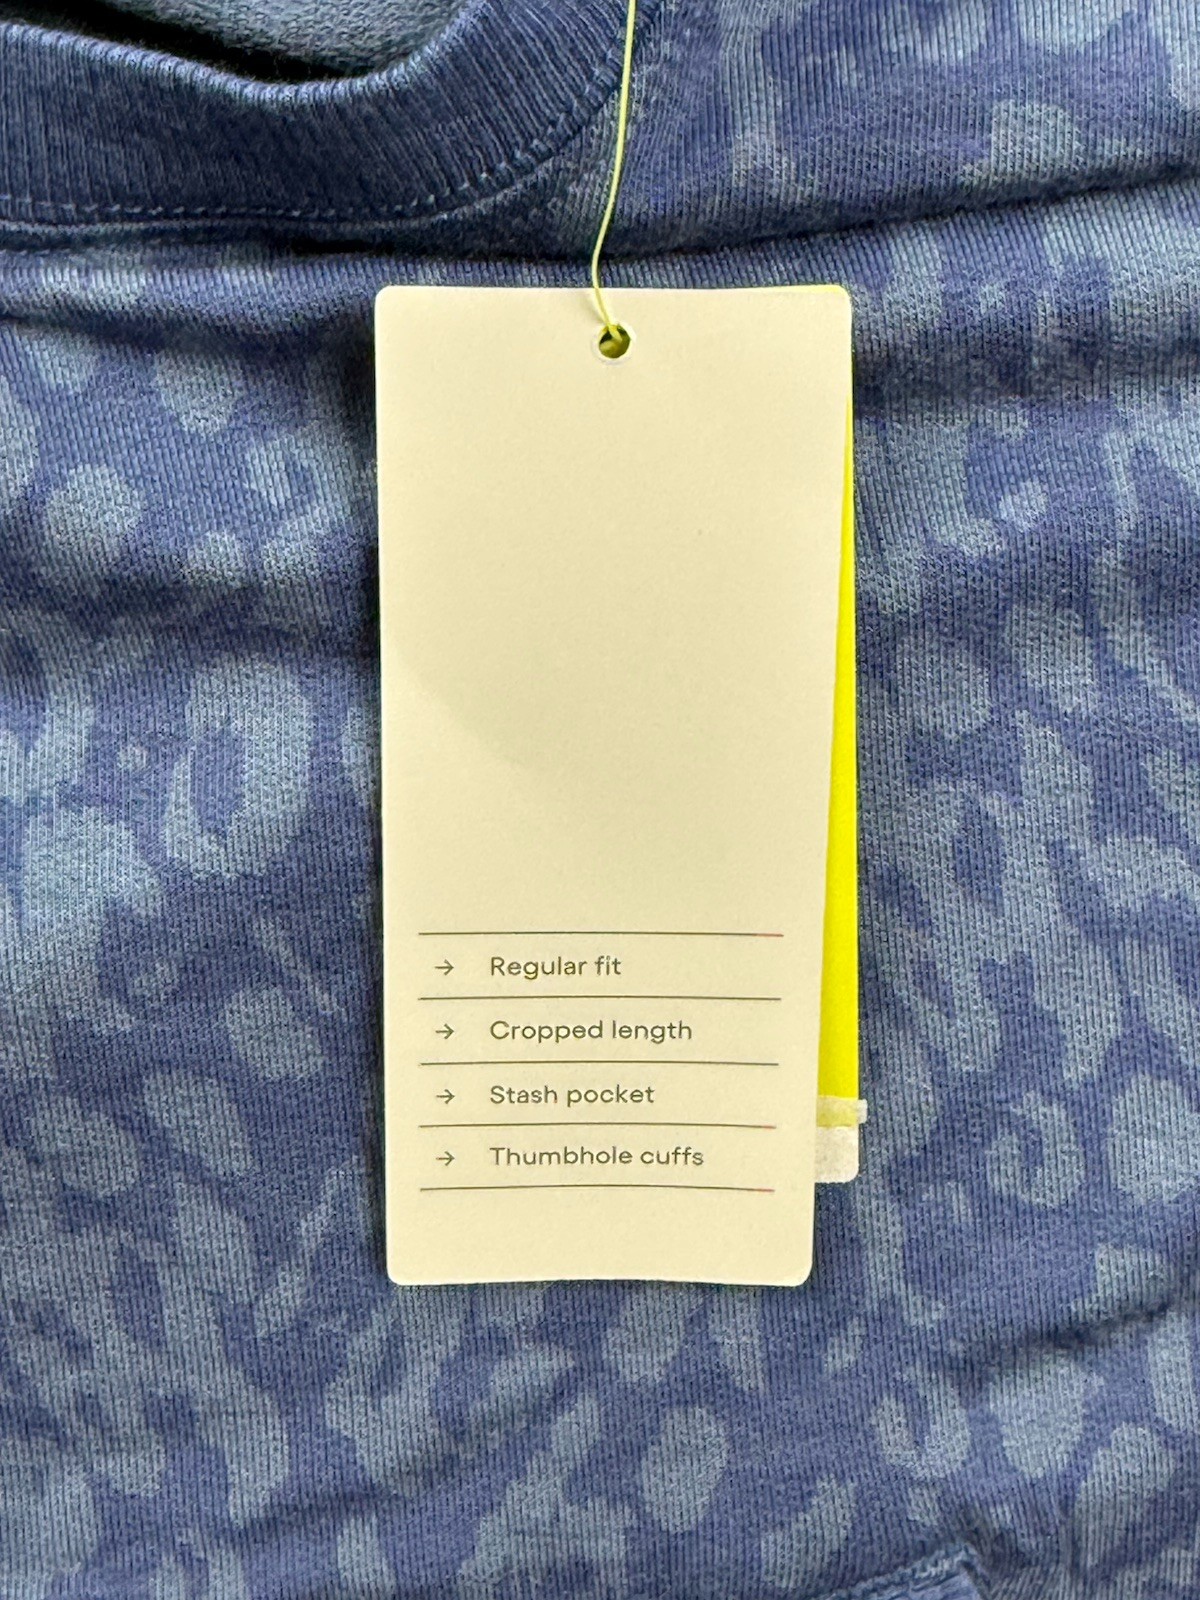 → Regular fit
→ Cropped length
→ Stash pocket
→ Thumbhole cuffs